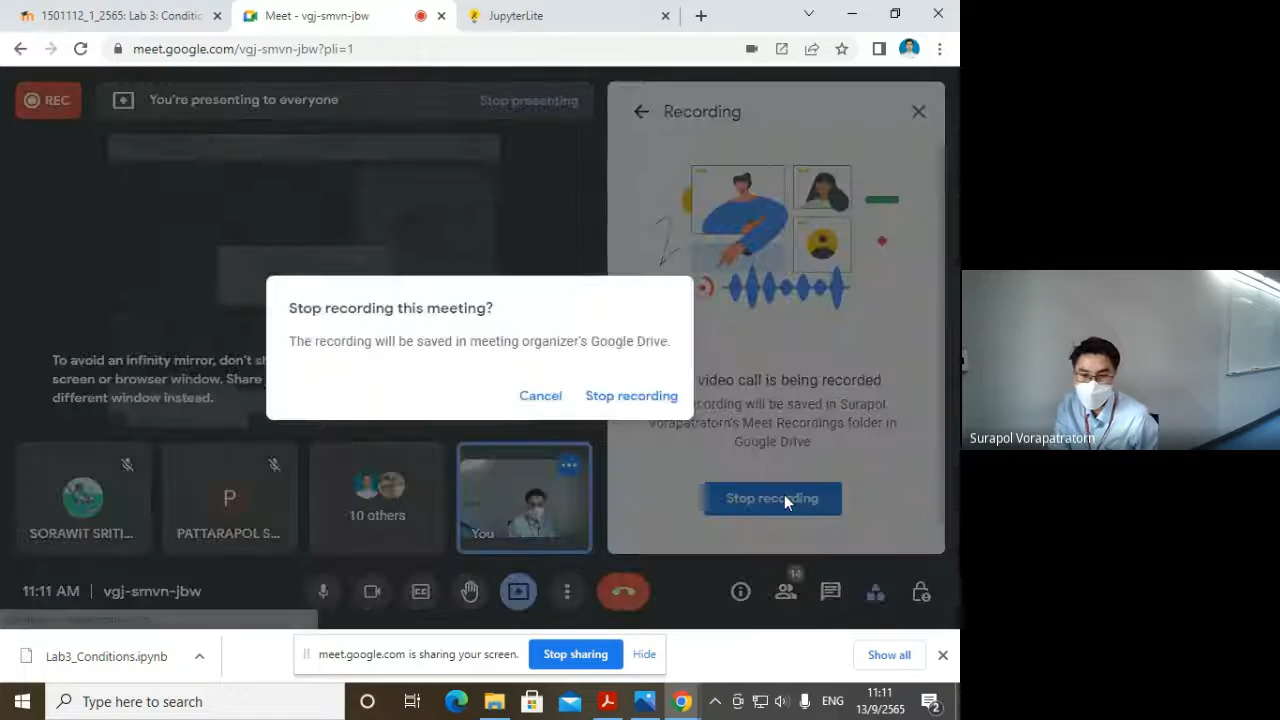 1501112_1_2565: Lab 3: Conditic
Meet - vgj-smvn-jbw
JupyterLite
meet.google.com/vgj-smvn-jbw?pli=1
REC
You're presenting to everyone
Stop presenting
Recording
Stop recording this meeting?
The recording will be saved in meeting organizer's Google Drive.
Cancel
Stop recording
To avoid an infinity mirror, don't sh
screen or browser window. Share
different window instead.
video call is being recorded
cording will be saved in Surapol
Vorapatratorn's Meet Recordings folder in
Google Drive
Stop recording
SORAWIT SRITI...
P
PATTARAPOL S...
10 others
You
Surapol Vorapatratorn
11:11 AM | vgj-smvn-jbw
14
Lab3_Conditions.ipynb
meet.google.com is sharing your screen.
Stop sharing
Hide
Show all
Type here to search
ENG
11:11
13/9/2565
2